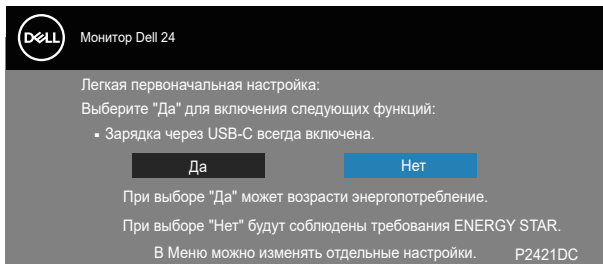 DELL
Монитор Dell 24
Легкая первоначальная настройка:
Выберите "Да" для включения следующих функций:
▪ Зарядка через USB-C всегда включена.
Да Нет
При выборе "Да" может возрасти энергопотребление.
При выборе "Нет" будут соблюдены требования ENERGY STAR.
В Меню можно изменять отдельные настройки. P2421DC